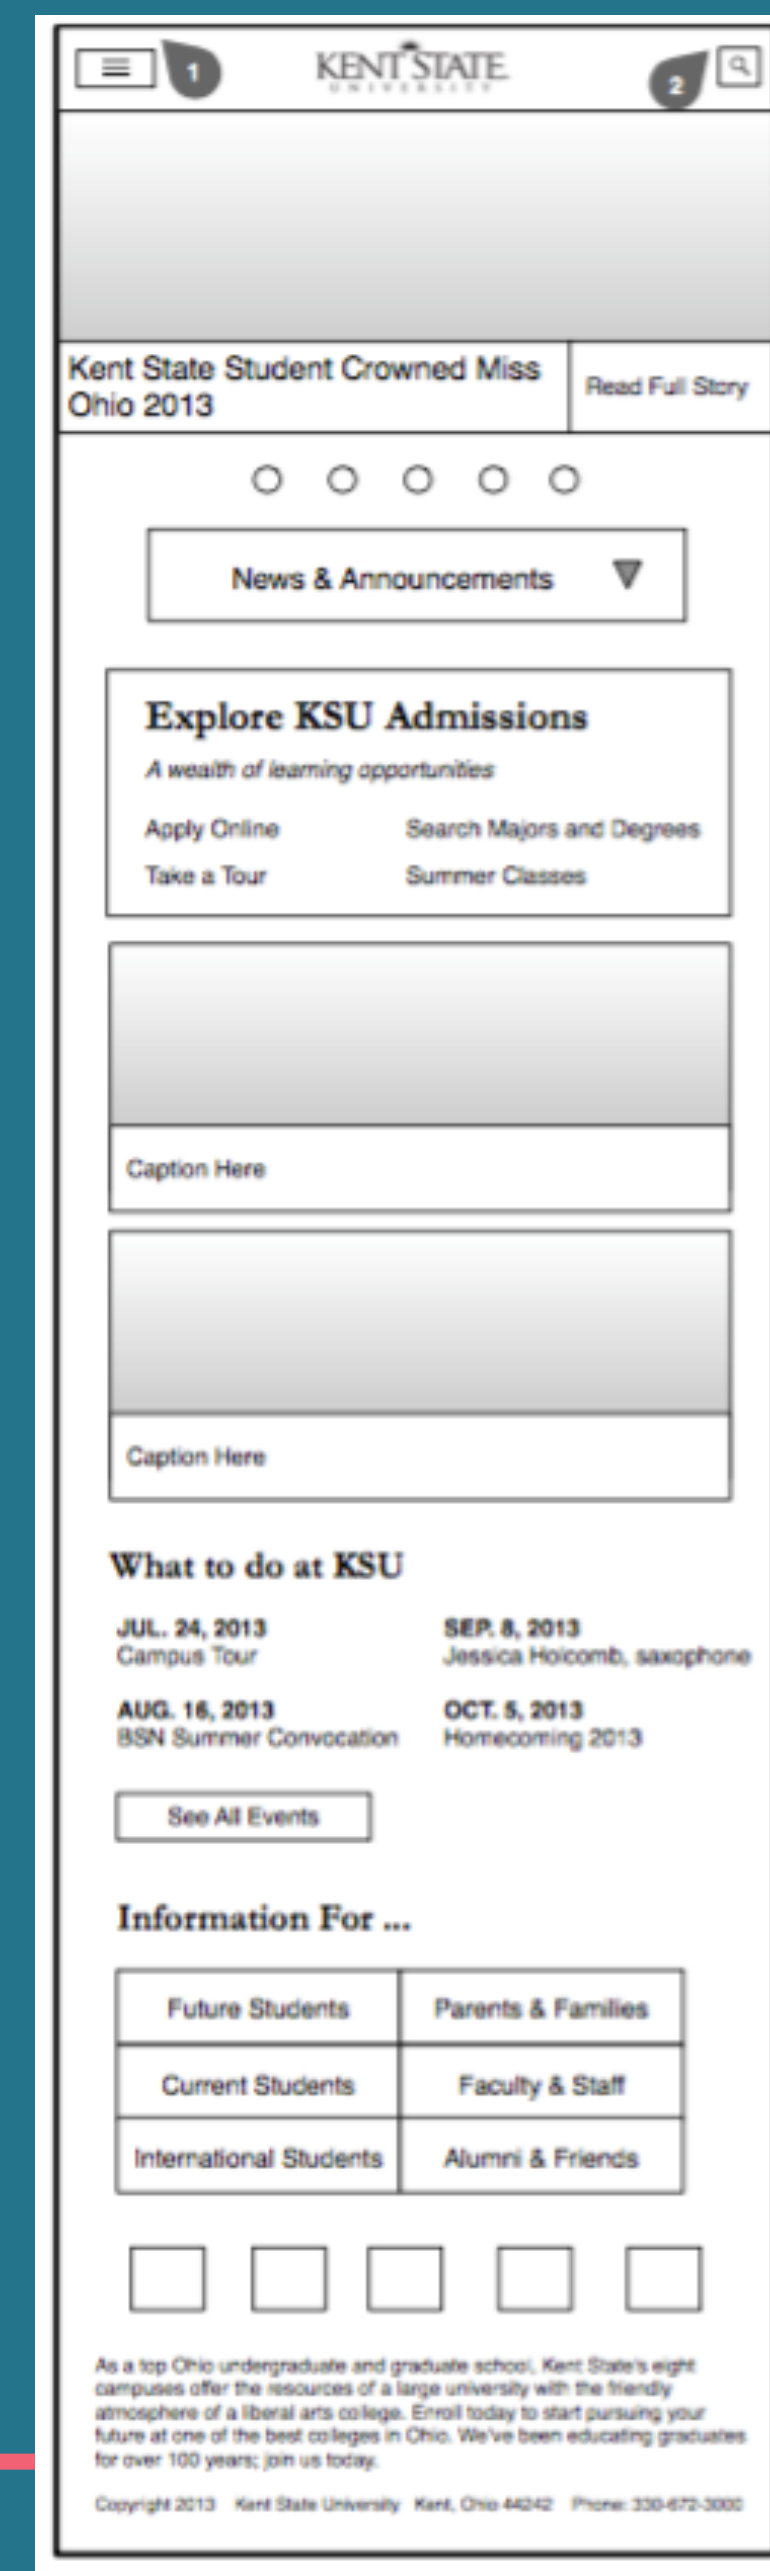 1
KENT STATE
UNIVERSITY
2
Kent State Student Crowned Miss
Ohio 2013
Read Full Story
News & Announcements
Explore KSU Admissions
A wealth of learning opportunities
Apply Online
Search Majors and Degrees
Take a Tour
Summer Classes
Caption Here
Caption Here
What to do at KSU
JUL. 24, 2013
Campus Tour
SEP. 8, 2013
Jessica Holcomb, saxophone
AUG. 16, 2013
BSN Summer Convocation
OCT. 5, 2013
Homecoming 2013
See All Events
Information For ...
Future Students
Parents & Families
Current Students
Faculty & Staff
International Students
Alumni & Friends
As a top Ohio undergraduate and graduate school, Kent State's eight
campuses offer the resources of a large university with the friendly
atmosphere of a liberal arts college. Enroll today to start pursuing your
future at one of the best colleges in Ohio. We've been educating graduates
for over 100 years; join us today.
Copyright 2013 Kent State University Kent, Ohio 44242 Phone: 330-672-3000